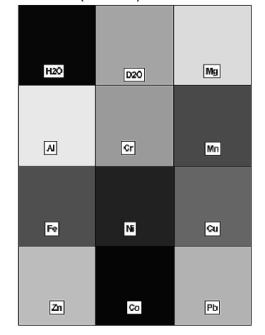 H2O D2O Mg
Al Cr Mn
Fe Ni Cu
Zn Co Pb